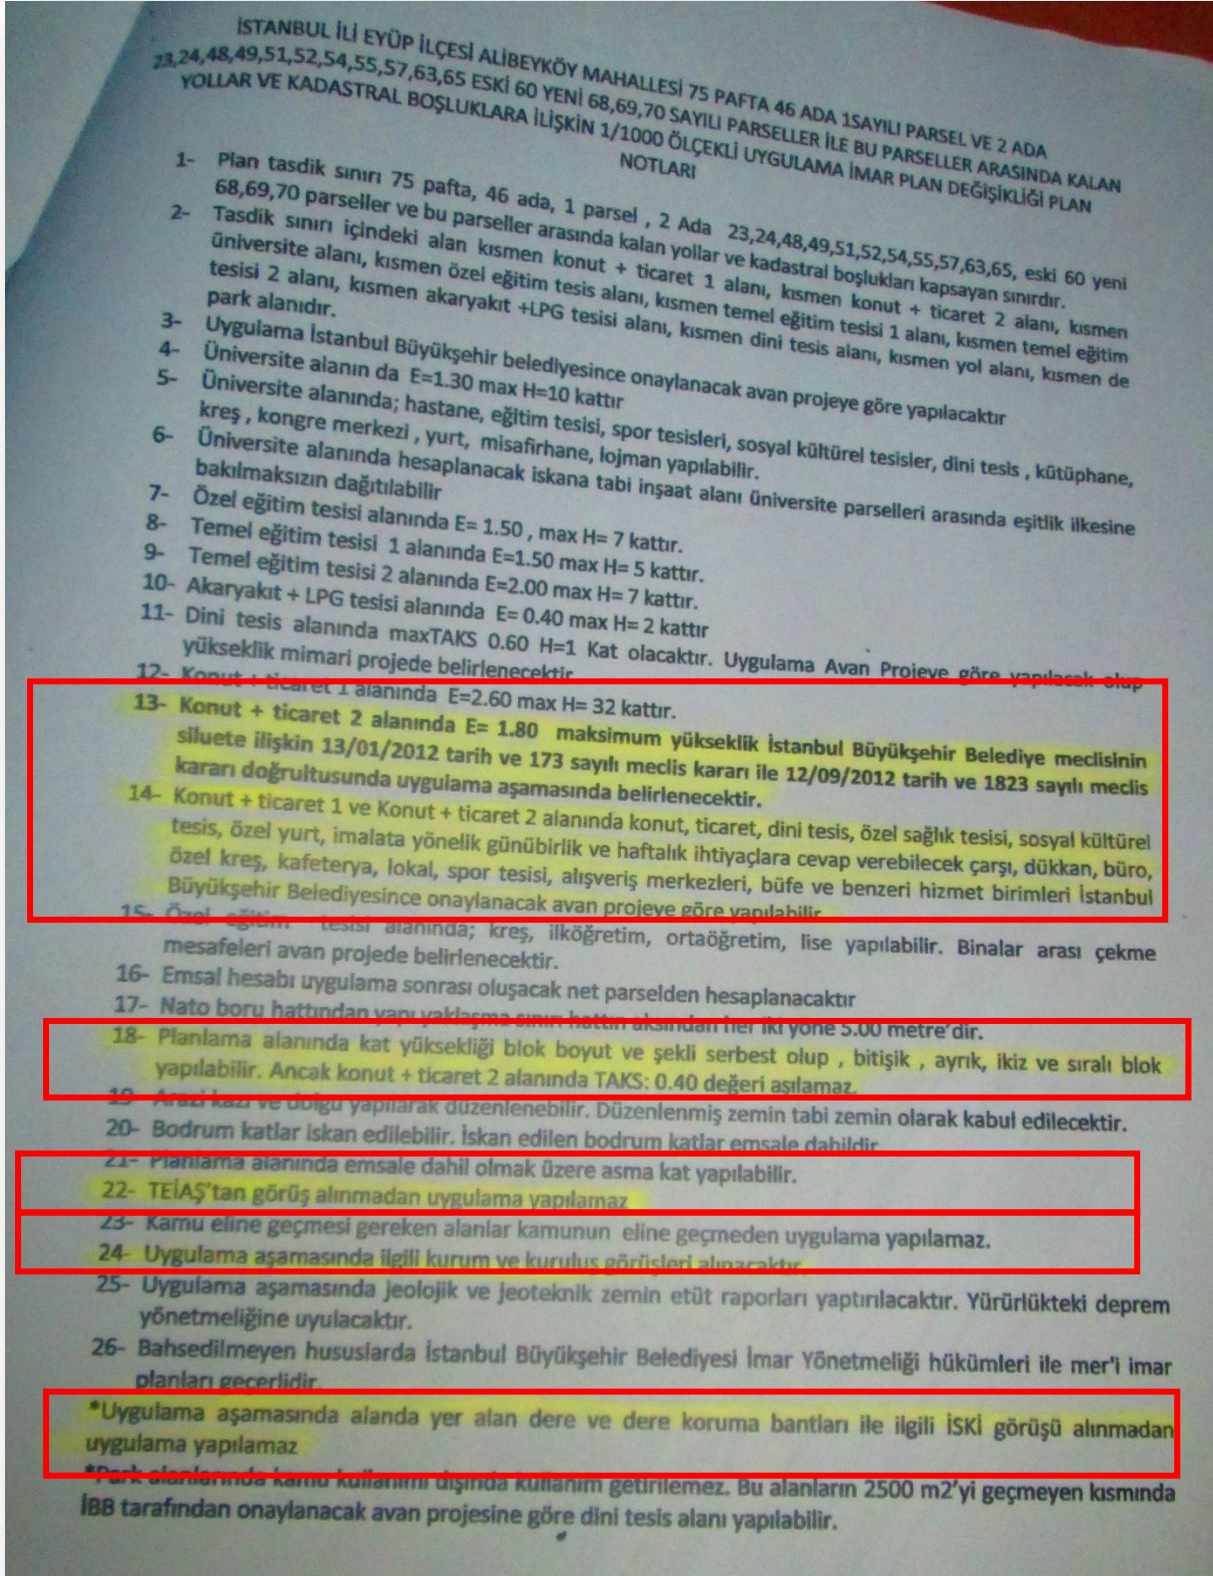 İSTANBUL İLİ EYÜP İLÇESİ ALİBEYKÖY MAHALLESİ 75 PAFTA 46 ADA 1SAYILI PARSEL VE 2 ADA
23,24,48,49,51,52,54,55,57,63,65 ESKİ 60 YENİ 68,69,70 SAYILI PARSELLER İLE BU PARSELLER ARASINDA KALAN
YOLLAR VE KADASTRAL BOŞLUKLARA İLİŞKİN 1/1000 ÖLÇEKLİ UYGULAMA İMAR PLAN DEĞİŞİKLİĞİ PLAN
NOTLARI
1- Plan tasdik sınırı 75 pafta, 46 ada, 1 parsel , 2 Ada 23,24,48,49,51,52,54,55,57,63,65, eski 60 yeni
68,69,70 parseller ve bu parseller arasında kalan yollar ve kadastral boşlukları kapsayan sınırdır.
2- Tasdik sınırı içindeki alan kısmen konut + ticaret 1 alanı, kısmen konut + ticaret 2 alanı, kısmen
üniversite alanı, kısmen özel eğitim tesis alanı, kısmen temel eğitim tesisi 1 alanı, kısmen temel eğitim
tesisi 2 alanı, kısmen akaryakıt +LPG tesisi alanı, kısmen dini tesis alanı, kısmen yol alanı, kısmen de
park alanıdır.
3- Uygulama İstanbul Büyükşehir belediyesince onaylanacak avan projeye göre yapılacaktır
4- Üniversite alanın da E=1.30 max H=10 kattır
5- Üniversite alanında; hastane, eğitim tesisi, spor tesisleri, sosyal kültürel tesisler, dini tesis , kütüphane,
kreş , kongre merkezi , yurt, misafirhane, lojman yapılabilir.
6- Üniversite alanında hesaplanacak iskana tabi inşaat alanı üniversite parselleri arasında eşitlik ilkesine
bakılmaksızın dağıtılabilir
7- Özel eğitim tesisi alanında E= 1.50 , max H= 7 kattır.
8- Temel eğitim tesisi 1 alanında E=1.50 max H= 5 kattır.
9- Temel eğitim tesisi 2 alanında E=2.00 max H= 7 kattır.
10- Akaryakıt + LPG tesisi alanında E= 0.40 max H= 2 kattır
11- Dini tesis alanında maxTAKS 0.60 H=1 Kat olacaktır. Uygulama Avan Projeye göre yapılacak olup
yükseklik mimari projede belirlenecektir
12- Konut + ticaret 1 alanında E=2.60 max H= 32 kattır.
13- Konut + ticaret 2 alanında E= 1.80 maksimum yükseklik İstanbul Büyükşehir Belediye meclisinin
siluete ilişkin 13/01/2012 tarih ve 173 sayılı meclis kararı ile 12/09/2012 tarih ve 1823 sayılı meclis
kararı doğrultusunda uygulama aşamasında belirlenecektir.
14- Konut + ticaret 1 ve Konut + ticaret 2 alanında konut, ticaret, dini tesis, özel sağlık tesisi, sosyal kültürel
tesis, özel yurt, imalata yönelik günübirlik ve haftalık ihtiyaçlara cevap verebilecek çarşı, dükkan, büro,
özel kreş, kafeterya, lokal, spor tesisi, alışveriş merkezleri, büfe ve benzeri hizmet birimleri İstanbul
Büyükşehir Belediyesince onaylanacak avan projeye göre yapılabilir
15- Özel eğitim tesisi alanında; kreş, ilköğretim, ortaöğretim, lise yapılabilir. Binalar arası çekme
mesafeleri avan projede belirlenecektir.
16- Emsal hesabı uygulama sonrası oluşacak net parselden hesaplanacaktır
17- Nato boru hattından yapı yaklaşma sınırı hattın aksından her iki yöne 5.00 metre'dir.
18- Planlama alanında kat yüksekliği blok boyut ve şekli serbest olup , bitişik , ayrık, ikiz ve sıralı blok
yapılabilir. Ancak konut + ticaret 2 alanında TAKS: 0.40 değeri aşılamaz.
19- Arazi kazı ve dolgu yapılarak düzenlenebilir. Düzenlenmiş zemin tabi zemin olarak kabul edilecektir.
20- Bodrum katlar iskan edilebilir. İskan edilen bodrum katlar emsale dahildir
21- Planlama alanında emsale dahil olmak üzere asma kat yapılabilir.
22- TEİAŞ'tan görüş alınmadan uygulama yapılamaz
23- Kamu eline geçmesi gereken alanlar kamunun eline geçmeden uygulama yapılamaz.
24- Uygulama aşamasında ilgili kurum ve kuruluş görüşleri alınacaktır.
25- Uygulama aşamasında jeolojik ve jeoteknik zemin etüt raporları yaptırılacaktır. Yürürlükteki deprem
yönetmeliğine uyulacaktır.
26- Bahsedilmeyen hususlarda İstanbul Büyükşehir Belediyesi İmar Yönetmeliği hükümleri ile mer'i imar
planları geçerlidir.
*Uygulama aşamasında alanda yer alan dere ve dere koruma bantları ile ilgili İSKİ görüşü alınmadan
uygulama yapılamaz
*Park alanlarında kamu kullanımı dışında kullanım getirilemez. Bu alanların 2500 m2'yi geçmeyen kısmında
İBB tarafından onaylanacak avan projesine göre dini tesis alanı yapılabilir.